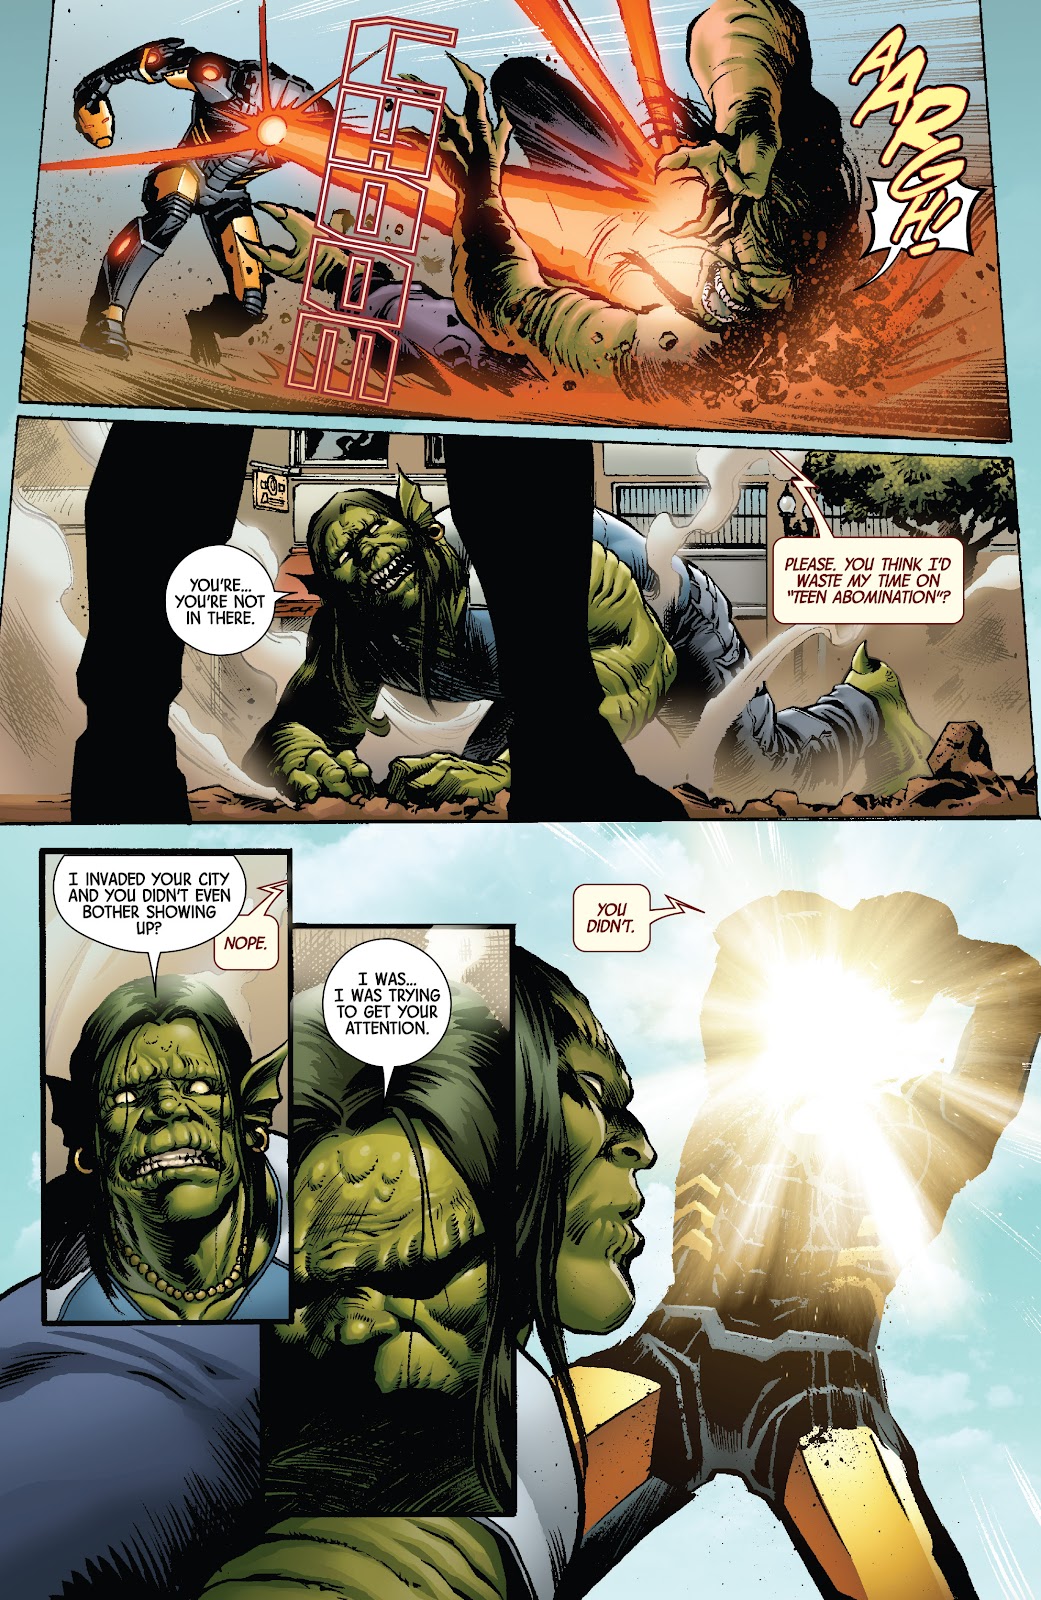 AARGH!
YOU'RE...
YOU'RE NOT
IN THERE.
PLEASE. YOU THINK I'D
WASTE MY TIME ON
"TEEN ABOMINATION"?
I INVADED YOUR CITY
AND YOU DIDN'T EVEN
BOTHER SHOWING
UP?
NOPE.
I WAS...
I WAS TRYING
TO GET YOUR
ATTENTION.
YOU
DIDN'T.